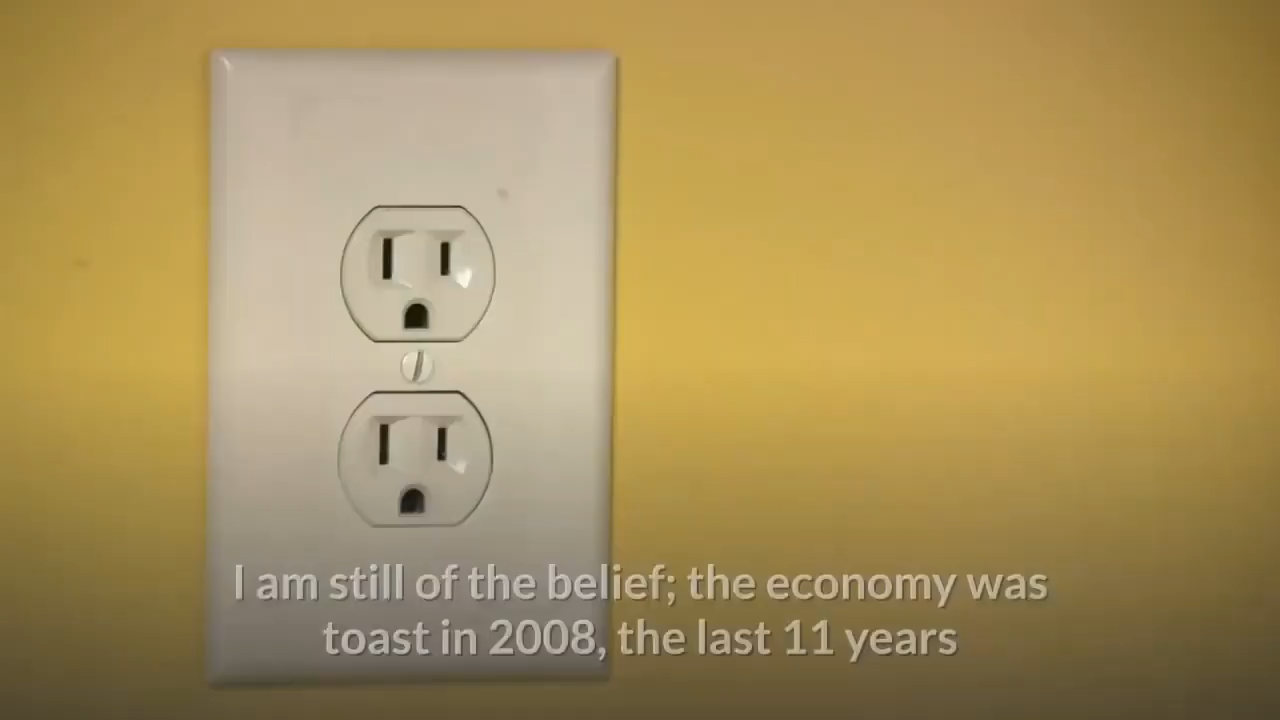 I am still of the belief; the economy was
toast in 2008, the last 11 years